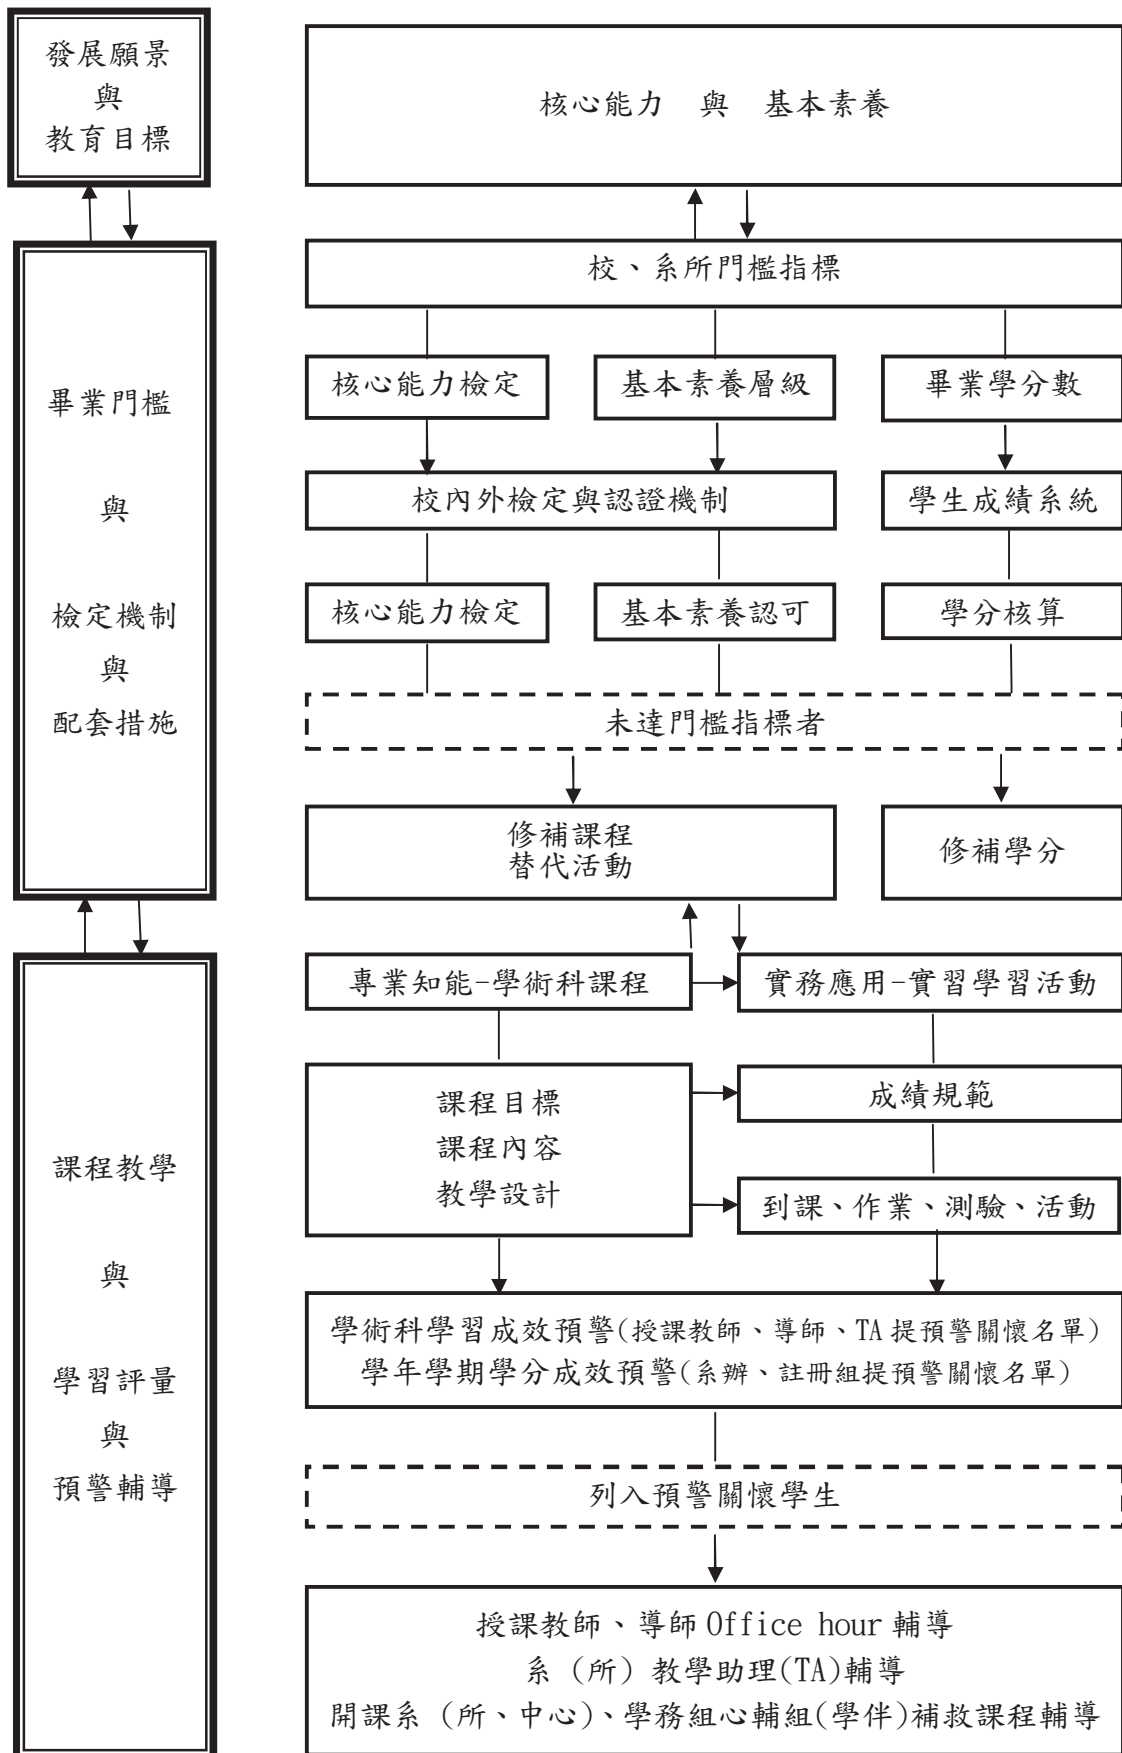 發展願景
與
教育目標
核心能力 與 基本素養
校、系所門檻指標
核心能力檢定
基本素養層級
畢業學分數
校內外檢定與認證機制
學生成績系統
核心能力檢定
基本素養認可
學分核算
未達門檻指標者
修補課程
替代活動
修補學分
畢業門檻
與
檢定機制
與
配套措施
專業知能-學術科課程
實務應用-實習學習活動
課程目標
課程內容
教學設計
成績規範
到課、作業、測驗、活動
學術科學習成效預警(授課教師、導師、TA 提預警關懷名單)
學年學期學分成效預警(系辦、註冊組提預警關懷名單)
列入預警關懷學生
授課教師、導師 Office hour 輔導
系（所）教學助理(TA)輔導
開課系（所、中心）、學務組心輔組(學伴)補救課程輔導
課程教學
與
學習評量
與
預警輔導